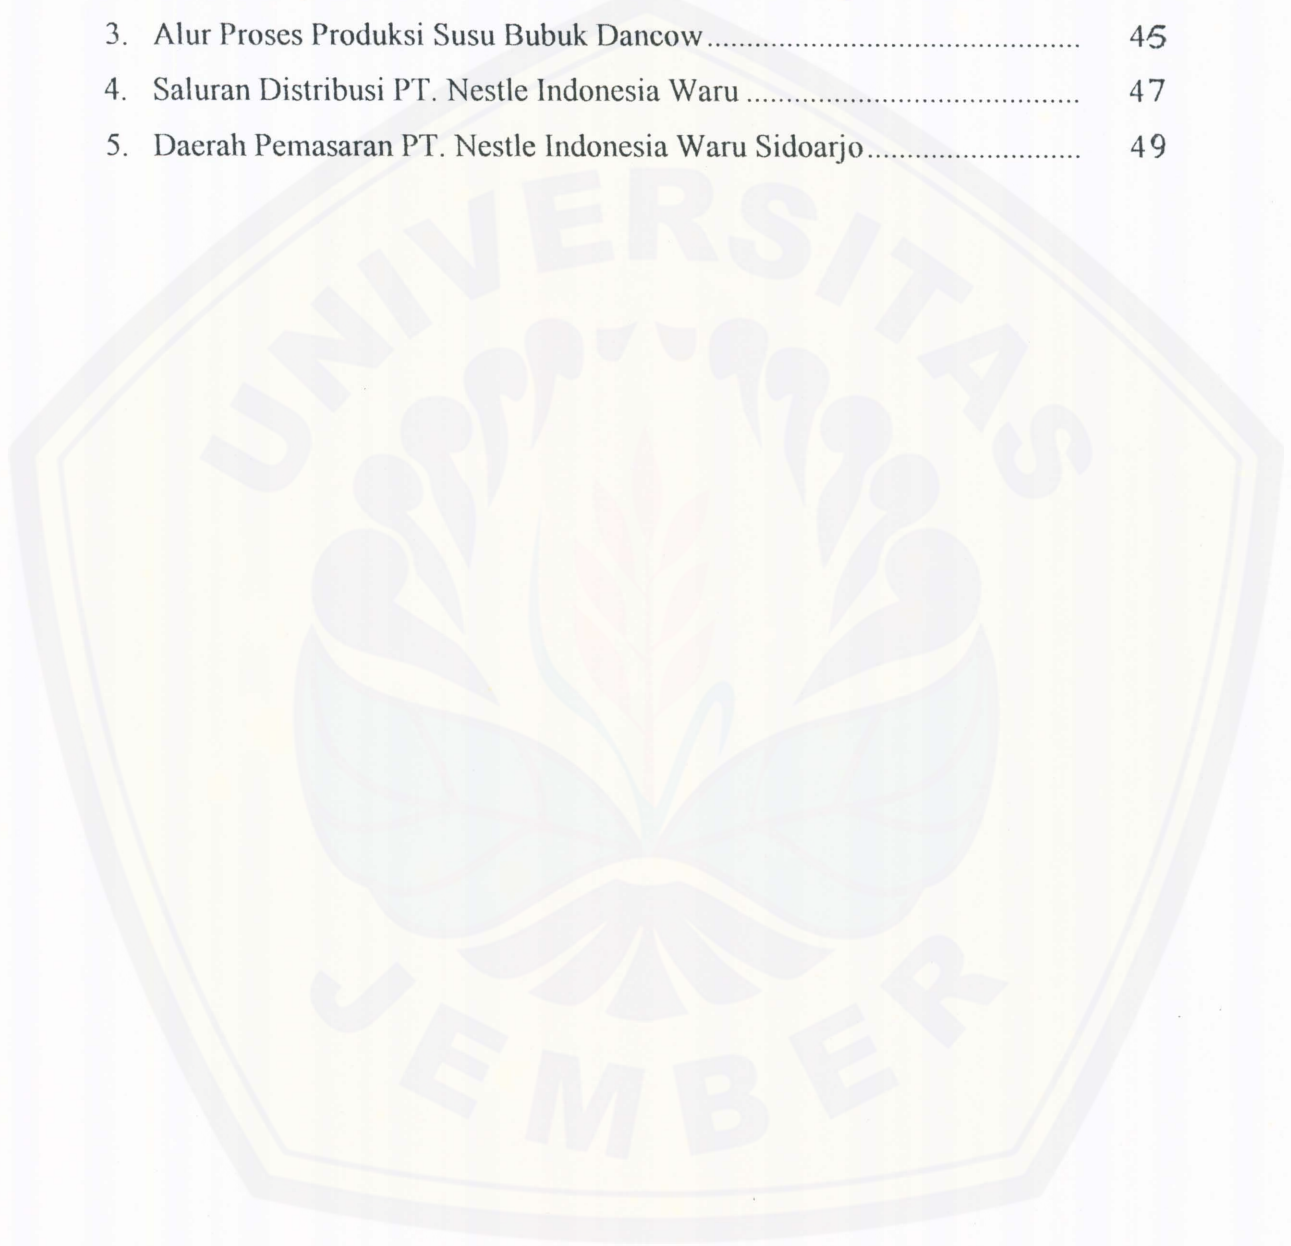 3. Alur Proses Produksi Susu Bubuk Dancow................................................ 45
4. Saluran Distribusi PT. Nestle Indonesia Waru .......................................... 47
5. Daerah Pemasaran PT. Nestle Indonesia Waru Sidoarjo........................... 49
UNIVERSITAS
JEMBER